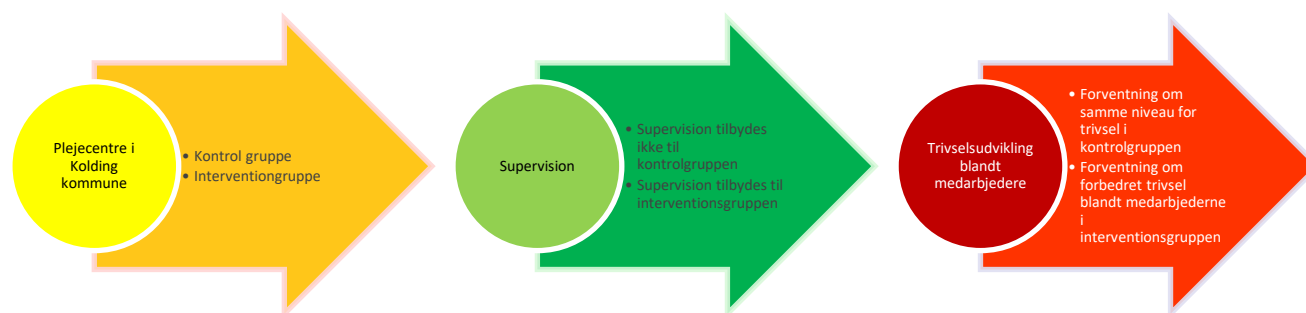 Plejecentre i
Kolding
kommune
• Kontrol gruppe
• Interventiongruppe
Supervision
• Supervision tilbydes
ikke til
kontrolgruppen
• Supervision tilbydes til
interventionsgruppen
Trivselsudvikling
blandt
medarbjedere
• Forventning om
samme niveau for
trivsel i
kontrolgruppen
• Forventning om
forbedret trivsel
blandt medarbjederne
i
interventionsgruppen